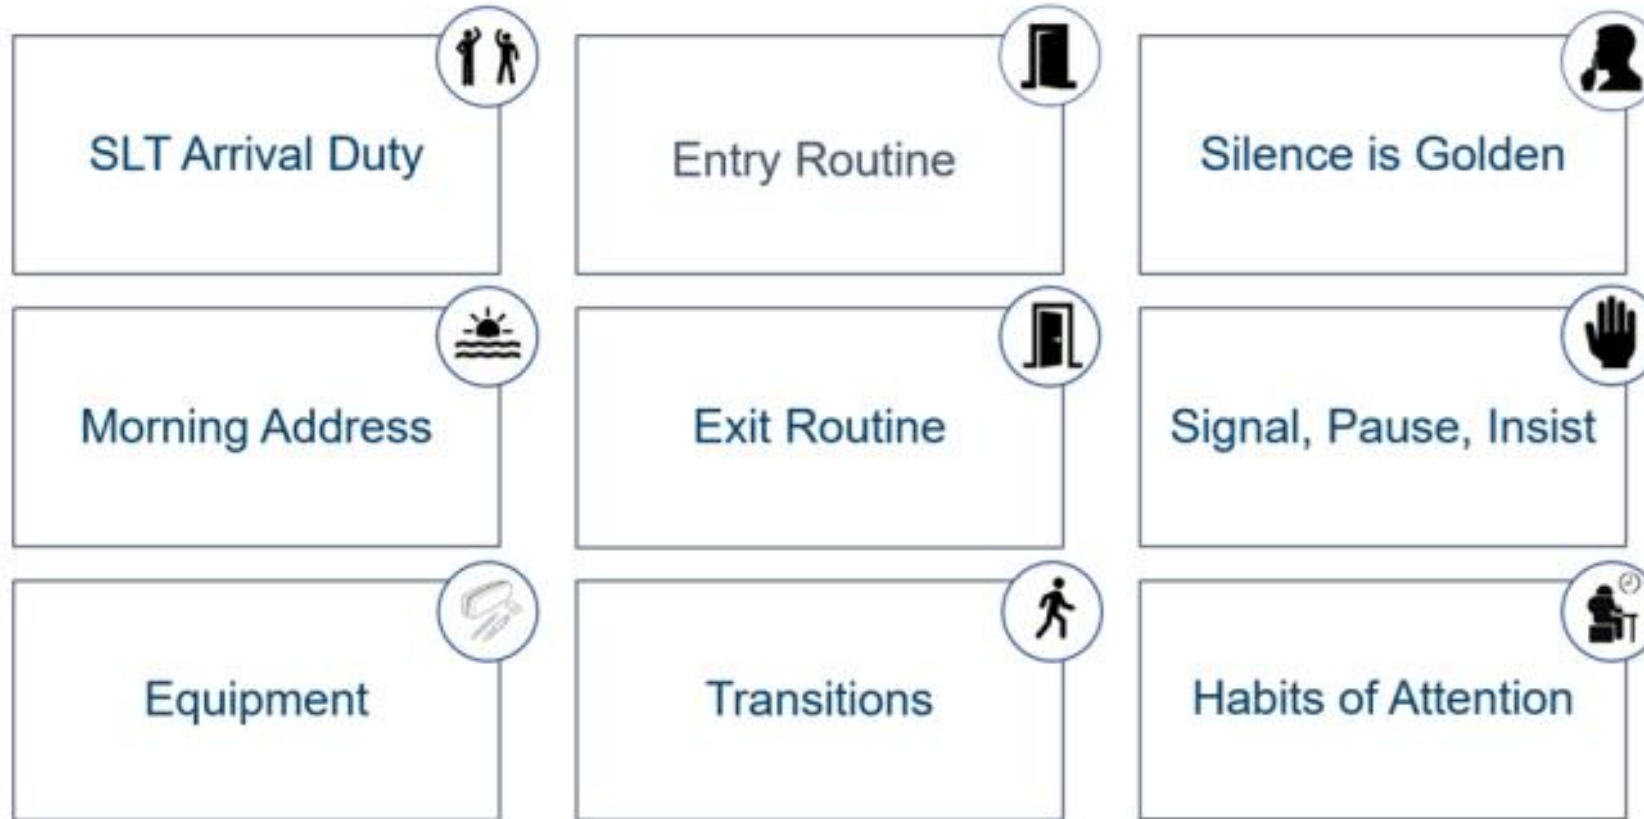 SLT Arrival Duty
Entry Routine
Silence is Golden
Morning Address
Exit Routine
Signal, Pause, Insist
Equipment
Transitions
Habits of Attention